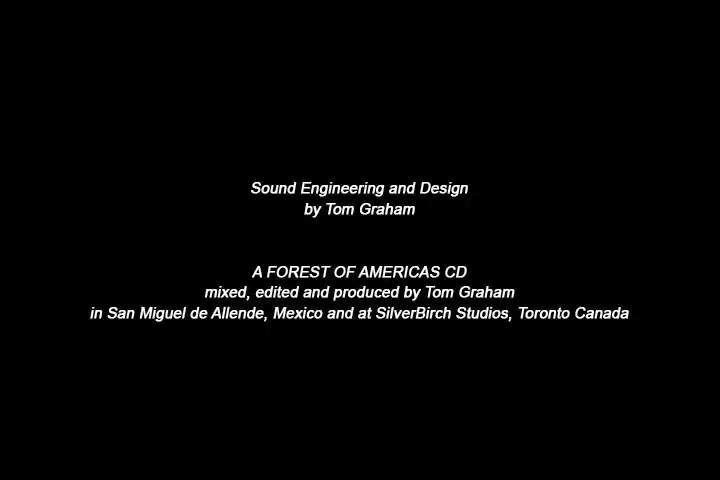 Sound Engineering and Design
by Tom Graham
A FOREST OF AMERICAS CD
mixed, edited and produced by Tom Graham
in San Miguel de Allende, Mexico and at SilverBirch Studios, Toronto Canada